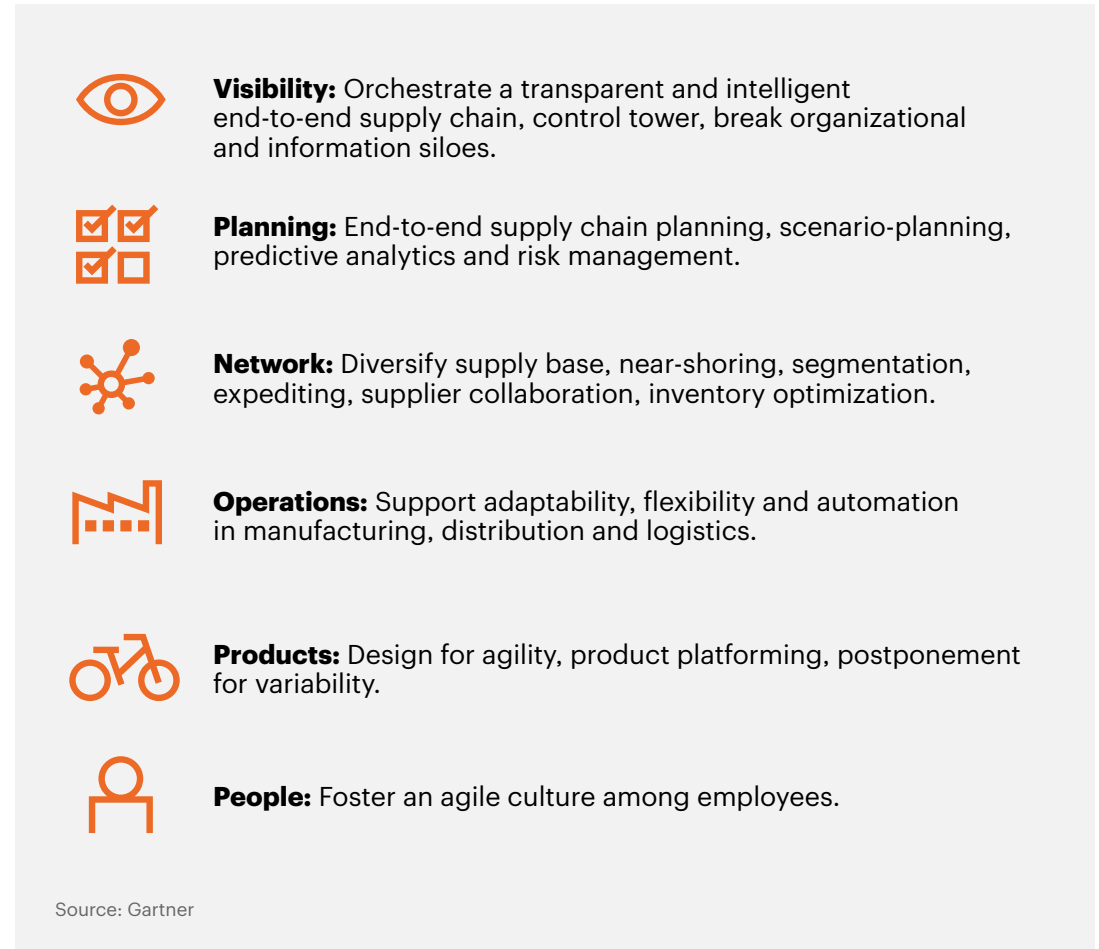 Visibility: Orchestrate a transparent and intelligent
end-to-end supply chain, control tower, break organizational
and information siloes.
Planning: End-to-end supply chain planning, scenario-planning,
predictive analytics and risk management.
Network: Diversify supply base, near-shoring, segmentation,
expediting, supplier collaboration, inventory optimization.
Operations: Support adaptability, flexibility and automation
in manufacturing, distribution and logistics.
Products: Design for agility, product platforming, postponement
for variability.
People: Foster an agile culture among employees.
Source: Gartner